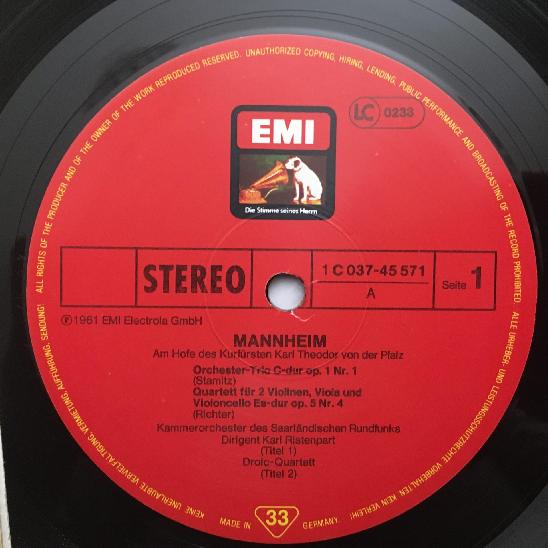 ALL RIGHTS OF THE PRODUCER AND OF THE OWNER OF THE WORK REPRODUCED RESERVED. UNAUTHORIZED COPYING, HIRING, LENDING, PUBLIC PERFORMANCE AND BROADCASTING OF THE RECORD PROHIBITED. ALLE URHEBER- UND LEISTUNGSSCHUTZRECHTE VORBEHALTEN KEIN VERLEIH! KEINE UNERLAUBTE VERVIELFÄLTIGUNG VERMIETUNG, AUFFÜHRUNG, SENDUNG!
EMI
LC 0233
Die Stimme seines Herrn
STEREO
1 C 037-45 571
A
Seite 1
℗ 1961 EMI Electrola GmbH
MANNHEIM
Am Hofe des Kurfürsten Karl Theodor von der Pfalz
Orchester-Trio C-dur op. 1 Nr. 1
(Stamitz)
Quartett für 2 Violinen, Viola und
Violoncello Es-dur op. 5 Nr. 4
(Richter)
Kammerorchester des Saarländischen Rundfunks
Dirigent Karl Ristenpart
(Titel 1)
Drolc-Quartett
(Titel 2)
MADE IN 33 GERMANY.